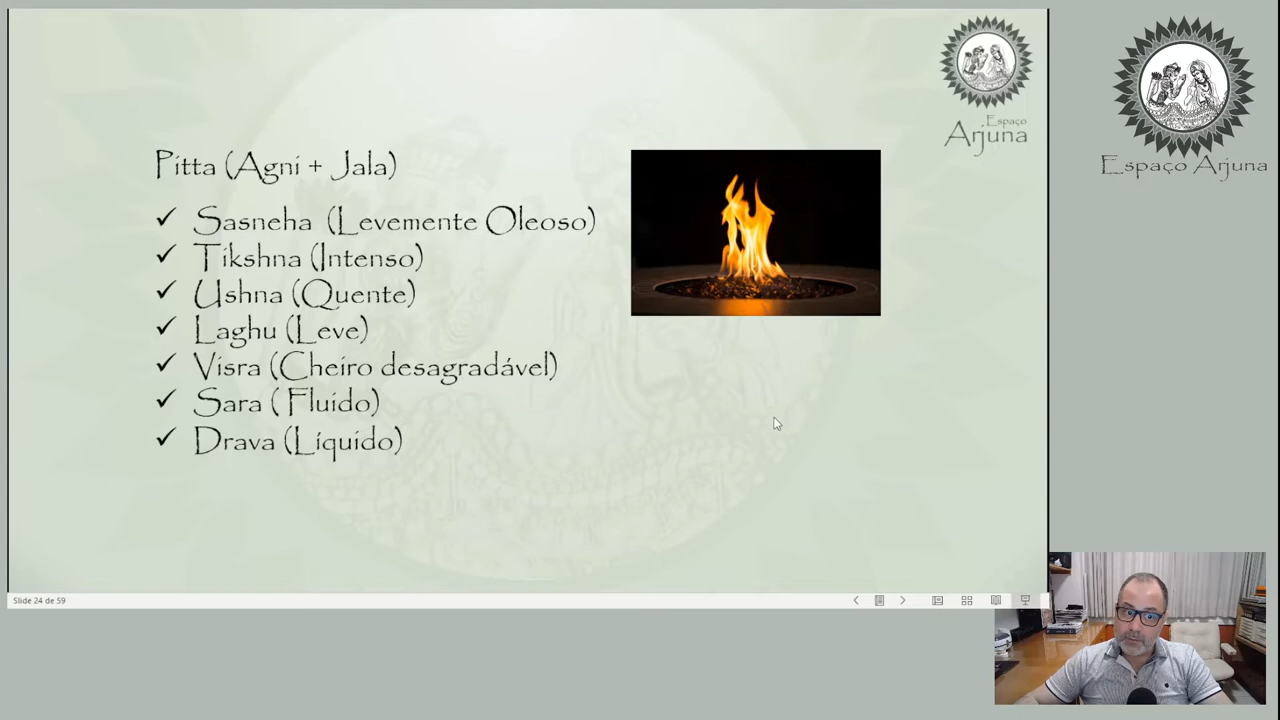 Espaço
Arjuna
Espaço Arjuna
Pitta (Agni + Jala)
✓ Sasneha (Levemente Oleoso)
✓ Tikshna (Intenso)
✓ Ushna (Quente)
✓ Laghu (Leve)
✓ Visra (Cheiro desagradável)
✓ Sara ( Fluido)
✓ Drava (Líquido)
Slide 24 de 59